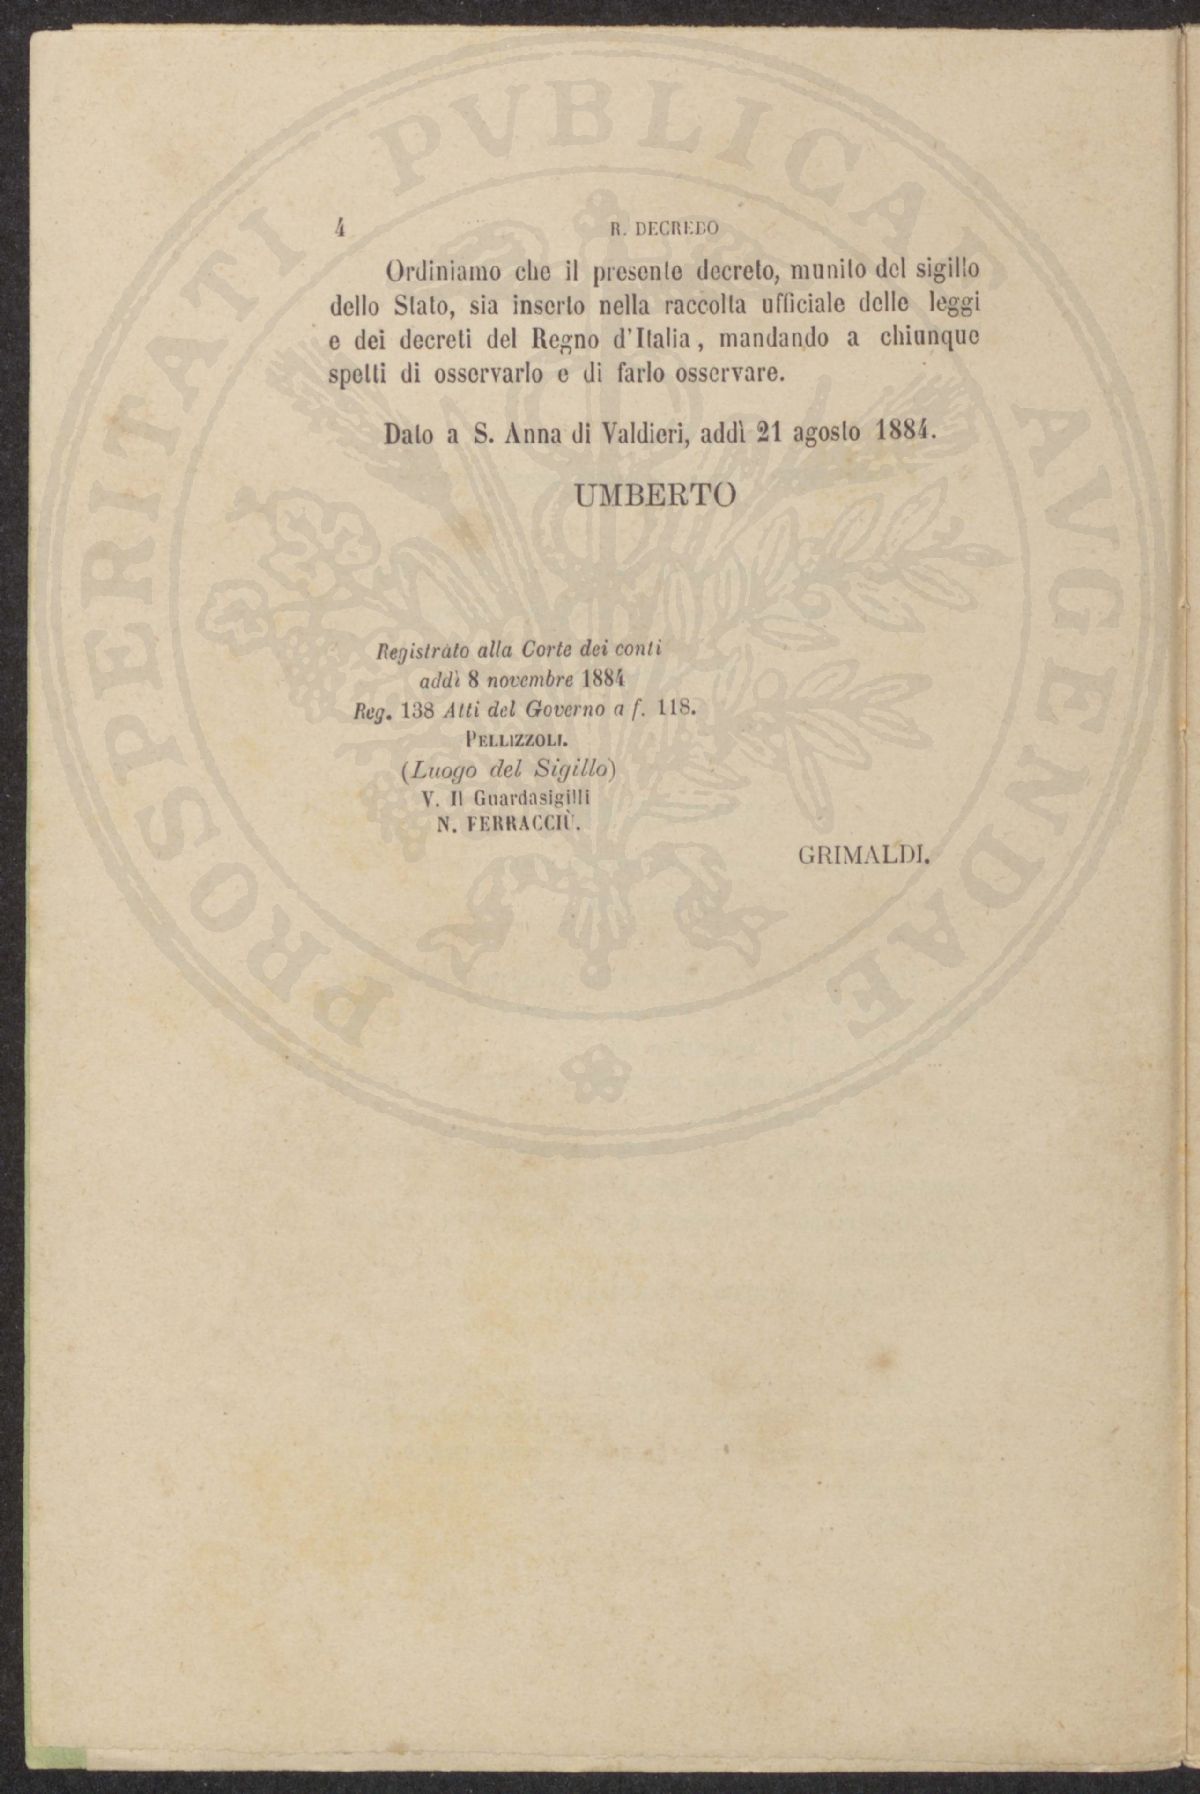 4 R. DECREDO
Ordiniamo che il presente decreto, munito del sigillo
dello Stato, sia inserto nella raccolta ufficiale delle leggi
e dei decreti del Regno d'Italia, mandando a chiunque
spetti di osservarlo e di farlo osservare.
Dato a S. Anna di Valdieri, addì 21 agosto 1884.
UMBERTO
Registrato alla Corte dei conti
addì 8 novembre 1884
Reg. 138 Atti del Governo a f. 118.
PELLIZZOLI.
(Luogo del Sigillo)
V. Il Guardasigilli
N. FERRACCIÙ.
GRIMALDI.
PROSPERITATI PVBLICAE AVGENDAE